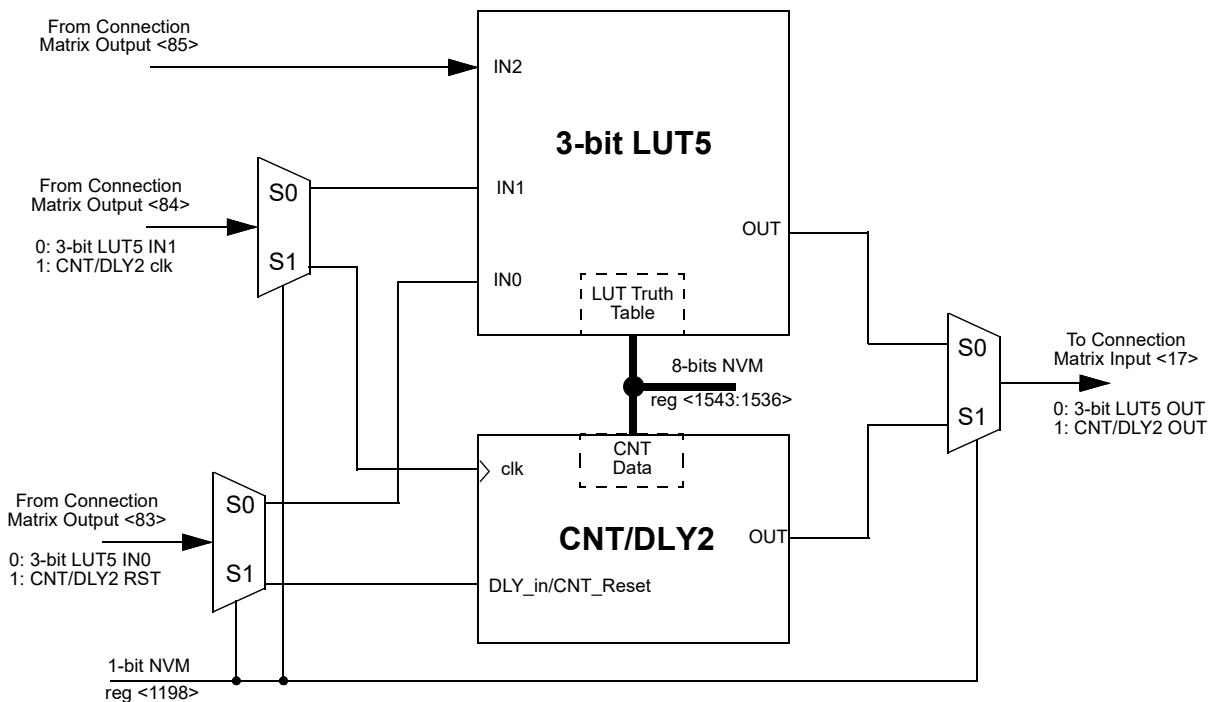 From Connection
Matrix Output <85>
IN2
3-bit LUT5
From Connection
Matrix Output <84>
S0
S1
0: 3-bit LUT5 IN1
1: CNT/DLY2 clk
IN1
IN0
OUT
LUT Truth
Table
8-bits NVM
reg <1543:1536>
S0
S1
To Connection
Matrix Input <17>
0: 3-bit LUT5 OUT
1: CNT/DLY2 OUT
CNT
Data
clk
CNT/DLY2
OUT
DLY_in/CNT_Reset
From Connection
Matrix Output <83>
S0
S1
0: 3-bit LUT5 IN0
1: CNT/DLY2 RST
1-bit NVM
reg <1198>